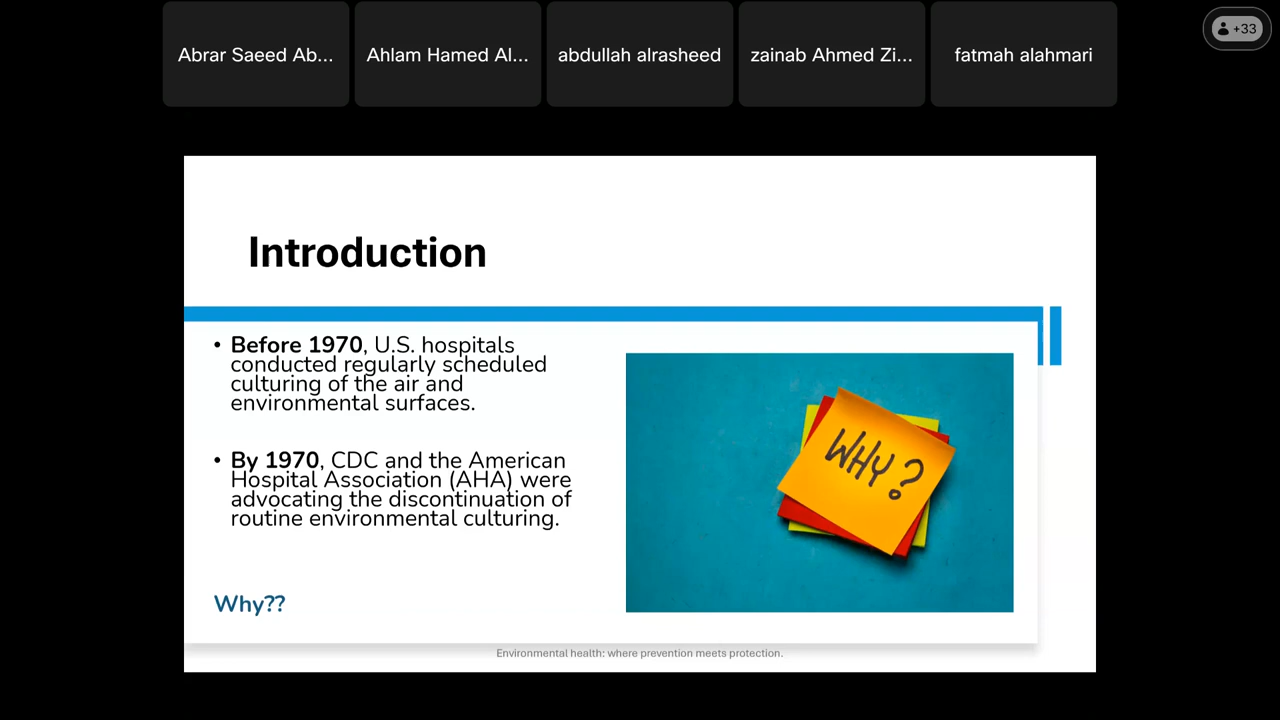 Abrar Saeed Ab...
Ahlam Hamed Al...
abdullah alrasheed
zainab Ahmed Zi...
fatmah alahmari
+33
Introduction
• Before 1970, U.S. hospitals
conducted regularly scheduled
culturing of the air and
environmental surfaces.
• By 1970, CDC and the American
Hospital Association (AHA) were
advocating the discontinuation of
routine environmental culturing.
WHY?
Why??
Environmental health: where prevention meets protection.